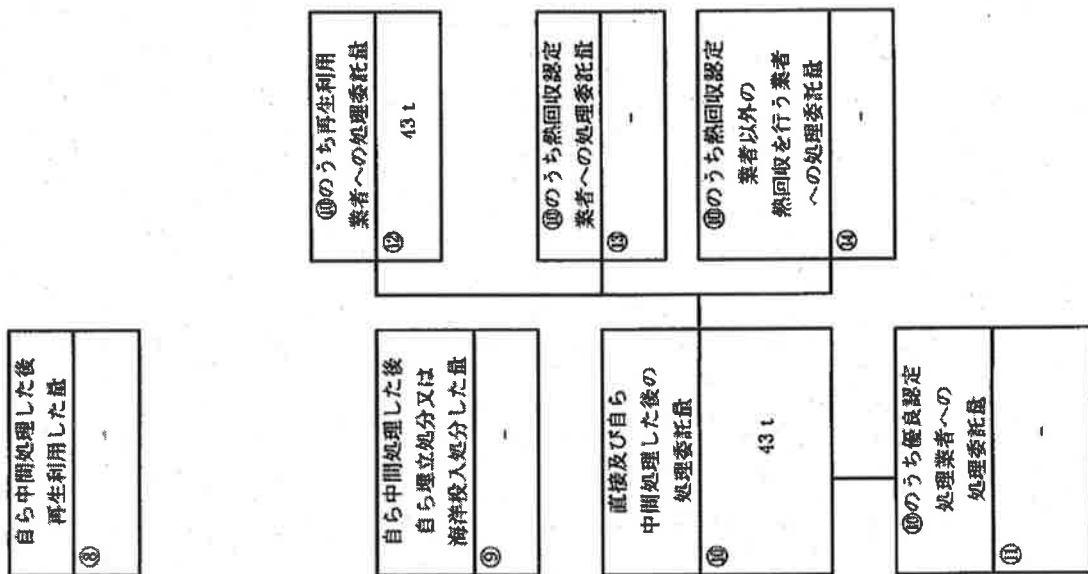 自ら中間処理した後
再生利用した量
⑧
-
自ら中間処理した後
自ら埋立処分又は
海洋投入処分した量
⑨
-
直接及び自ら
中間処理した後の
処理委託量
⑩
43 t
⑩のうち優良認定
処理業者への
処理委託量
⑪
-
⑩のうち再生利用
業者への処理委託量
⑫
43 t
⑩のうち熱回収認定
業者への処理委託量
⑬
-
⑩のうち熱回収認定
業者以外の
熱回収を行う業者
への処理委託量
⑭
-